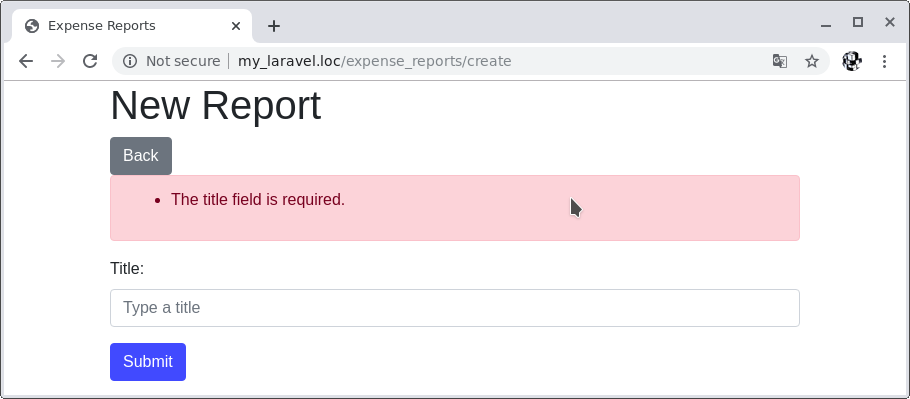 Expense Reports
Not secure my_laravel.loc/expense_reports/create
New Report
Back
The title field is required.
Title:
Type a title
Submit